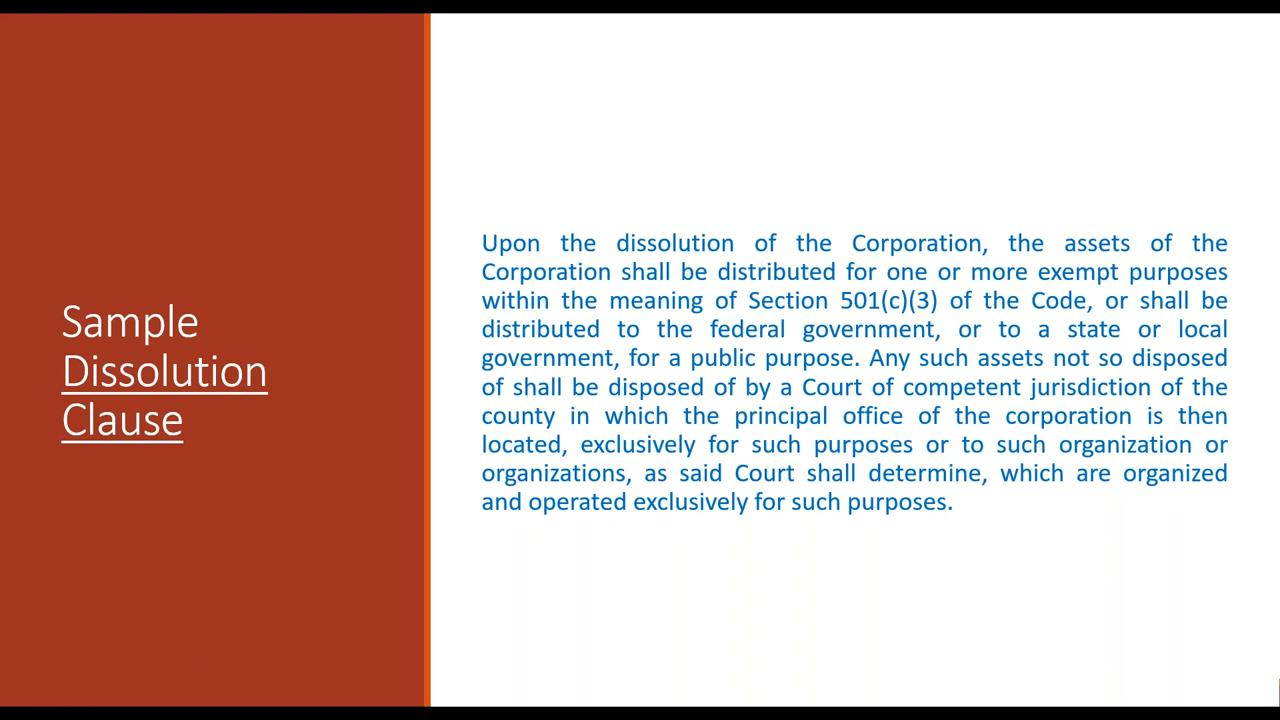 Sample
Dissolution
Clause
Upon the dissolution of the Corporation, the assets of the
Corporation shall be distributed for one or more exempt purposes
within the meaning of Section 501(c)(3) of the Code, or shall be
distributed to the federal government, or to a state or local
government, for a public purpose. Any such assets not so disposed
of shall be disposed of by a Court of competent jurisdiction of the
county in which the principal office of the corporation is then
located, exclusively for such purposes or to such organization or
organizations, as said Court shall determine, which are organized
and operated exclusively for such purposes.